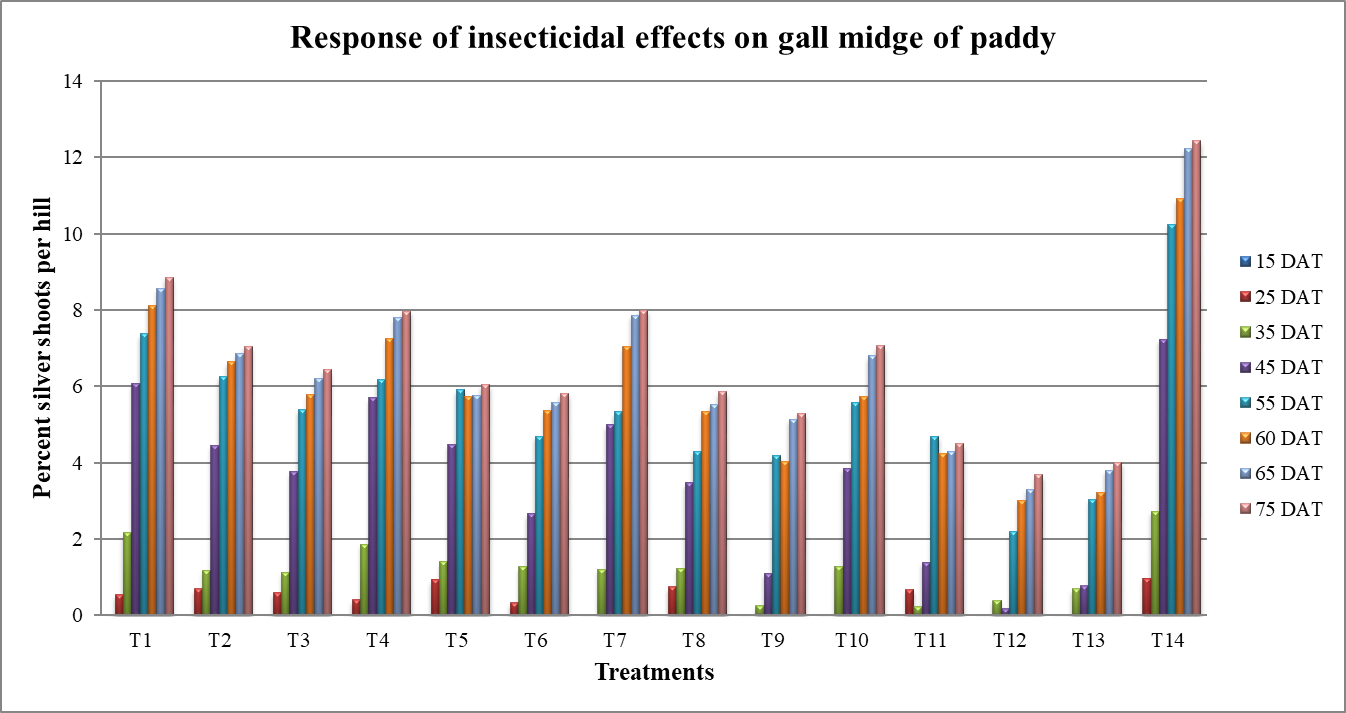 Response of insecticidal effects on gall midge of paddy
Percent silver shoots per hill
14
12
10
8
6
4
2
0
T1 T2 T3 T4 T5 T6 T7 T8 T9 T10 T11 T12 T13 T14
Treatments
15 DAT
25 DAT
35 DAT
45 DAT
55 DAT
60 DAT
65 DAT
75 DAT